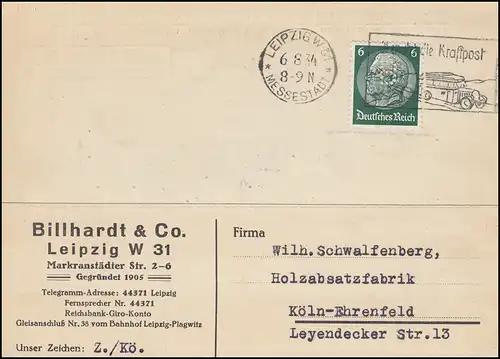 LEIPZIG W 31
6.8.34
8-9 N
* MESSESTADT *
6 6
Deutsches Reich
die Kraftpost
Billhardt & Co.
Leipzig W 31
Markranstädter Str. 2-6
Gegründet 1905
Telegramm-Adresse: 44371 Leipzig
Fernsprecher Nr. 44371
Reichsbank-Giro-Konto
Gleisanschluß Nr. 38 vom Bahnhof Leipzig-Plagwitz
Unser Zeichen: Z./Kö.
Firma
Wilh. Schwalfenberg,
Holzabsatzfabrik
Köln-Ehrenfeld
Leyendecker Str. 13